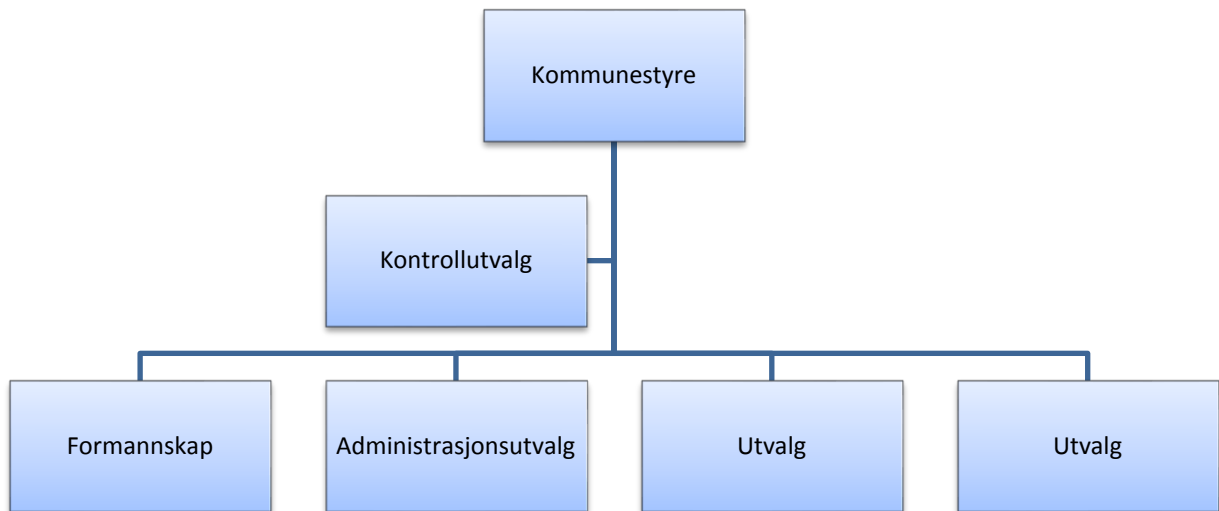 Kommunestyre
Kontrollutvalg
Formannskap
Administrasjonsutvalg
Utvalg
Utvalg